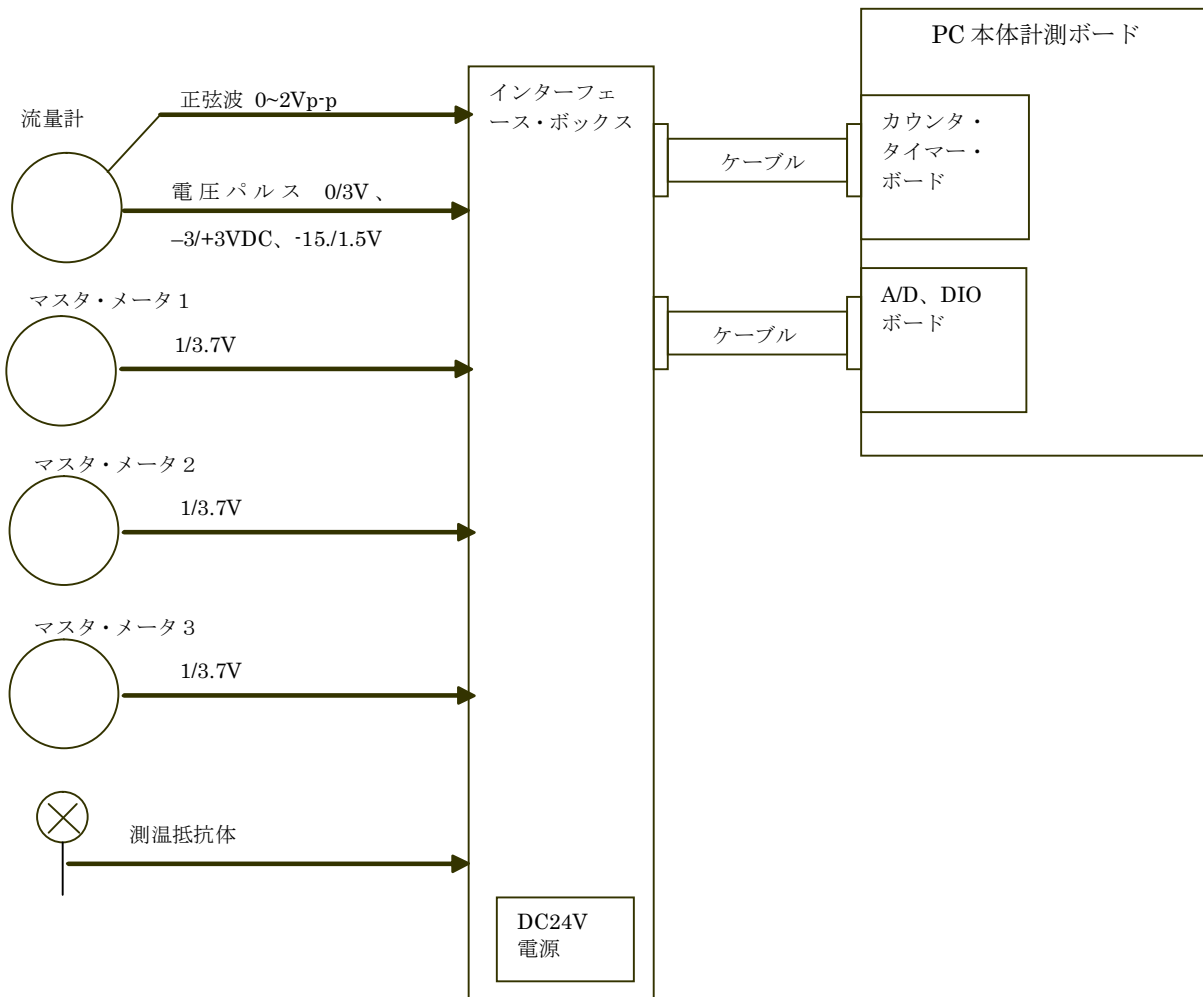 PC 本体計測ボード
正弦波 0~2Vp-p
流量計
インターフェ
ース・ボックス
カウンタ・
タイマー・
ボード
ケーブル
電圧パルス 0/3V、
–3/+3VDC、-15./1.5V
マスタ・メータ1
1/3.7V
A/D、DIO
ボード
ケーブル
マスタ・メータ2
1/3.7V
マスタ・メータ3
1/3.7V
測温抵抗体
DC24V
電源